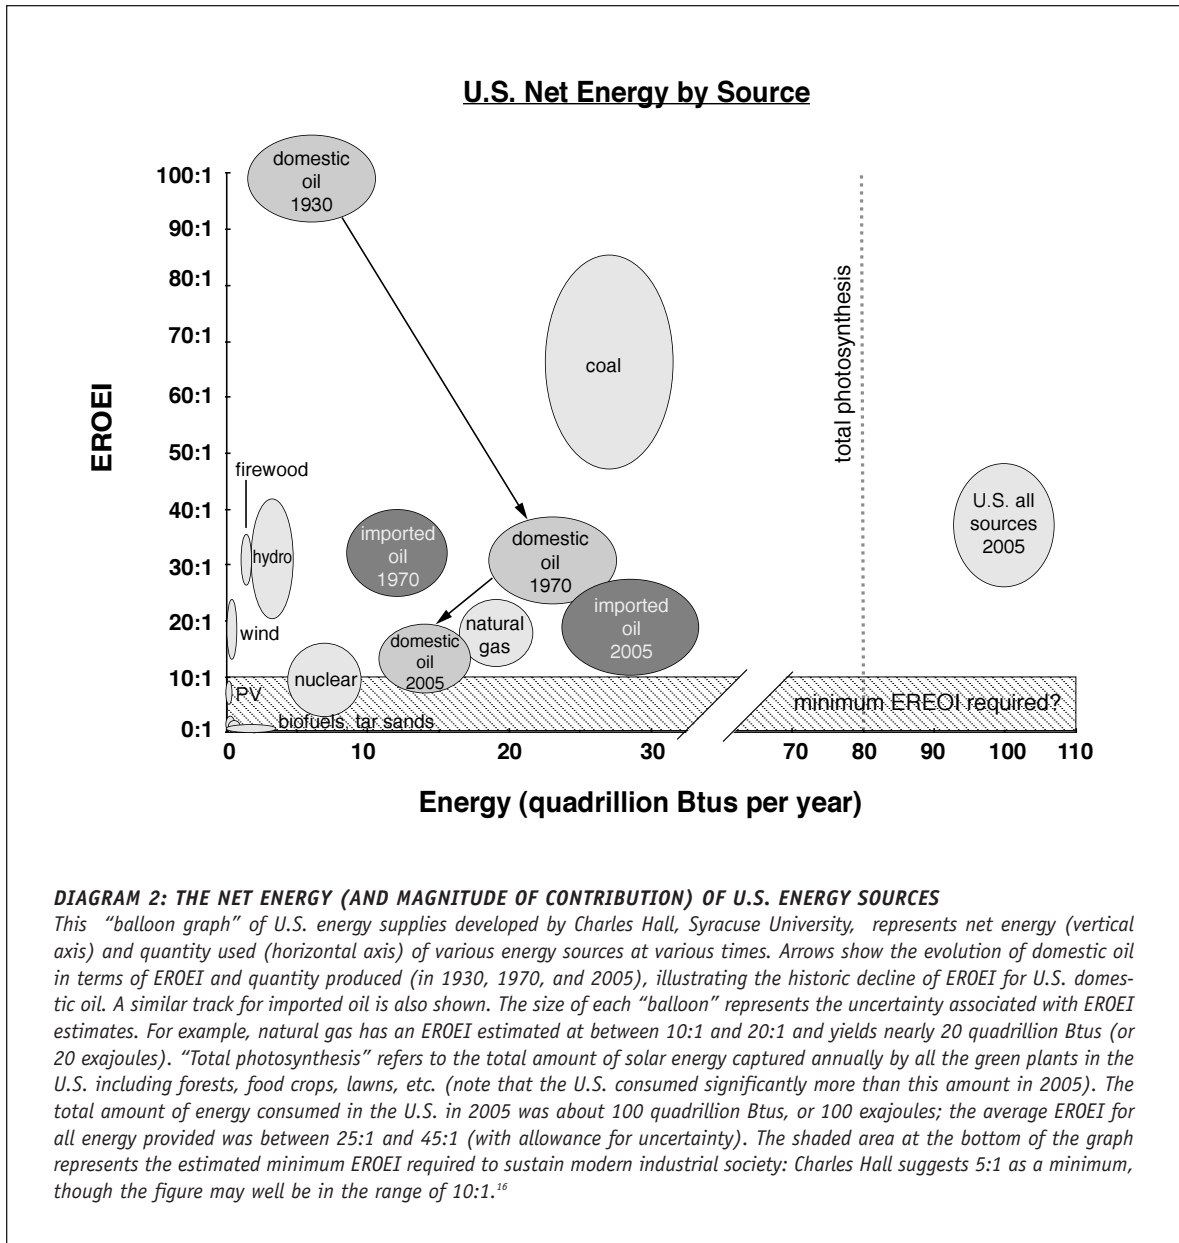 U.S. Net Energy by Source
EROEI
100:1
90:1
80:1
70:1
60:1
50:1
40:1
30:1
20:1
10:1
0:1
domestic
oil
1930
coal
total photosynthesis
firewood
hydro
imported
oil
1970
domestic
oil
1970
U.S. all
sources
2005
wind
domestic
oil
2005
natural
gas
imported
oil
2005
nuclear
PV
biofuels, tar sands
minimum EREOI required?
0
10
20
30
70
80
90
100
110
Energy (quadrillion Btus per year)
DIAGRAM 2: THE NET ENERGY (AND MAGNITUDE OF CONTRIBUTION) OF U.S. ENERGY SOURCES
This “balloon graph” of U.S. energy supplies developed by Charles Hall, Syracuse University, represents net energy (vertical
axis) and quantity used (horizontal axis) of various energy sources at various times. Arrows show the evolution of domestic oil
in terms of EROEI and quantity produced (in 1930, 1970, and 2005), illustrating the historic decline of EROEI for U.S. domes-
tic oil. A similar track for imported oil is also shown. The size of each “balloon” represents the uncertainty associated with EROEI
estimates. For example, natural gas has an EROEI estimated at between 10:1 and 20:1 and yields nearly 20 quadrillion Btus (or
20 exajoules). “Total photosynthesis” refers to the total amount of solar energy captured annually by all the green plants in the
U.S. including forests, food crops, lawns, etc. (note that the U.S. consumed significantly more than this amount in 2005). The
total amount of energy consumed in the U.S. in 2005 was about 100 quadrillion Btus, or 100 exajoules; the average EROEI for
all energy provided was between 25:1 and 45:1 (with allowance for uncertainty). The shaded area at the bottom of the graph
represents the estimated minimum EROEI required to sustain modern industrial society: Charles Hall suggests 5:1 as a minimum,
though the figure may well be in the range of 10:1.16